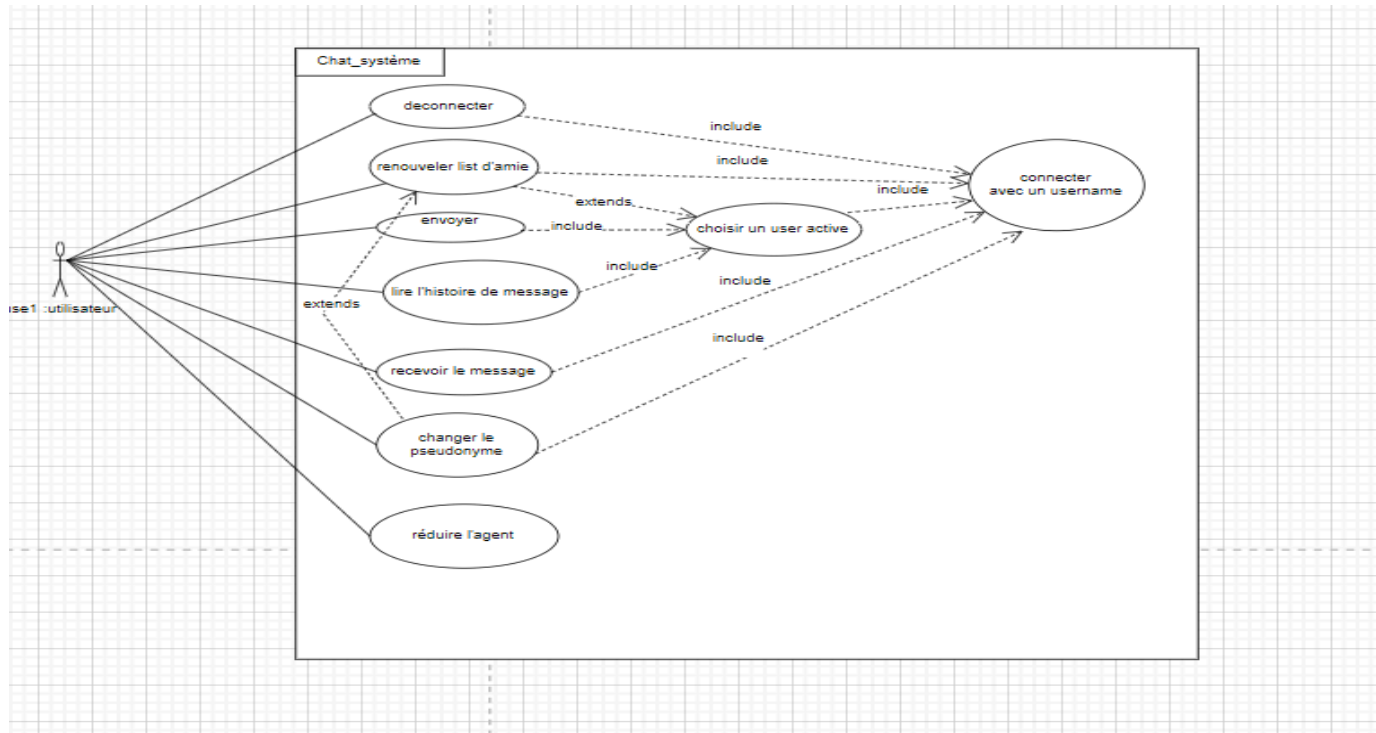 Chat_système
deconnecter
include
renouveler list d'amie
include
connecter
avec un username
include
extends
envoyer
include
choisir un user active
include
lire l'histoire de message
include
extends
use1 :utilisateur
include
recevoir le message
changer le
pseudonyme
réduire l'agent